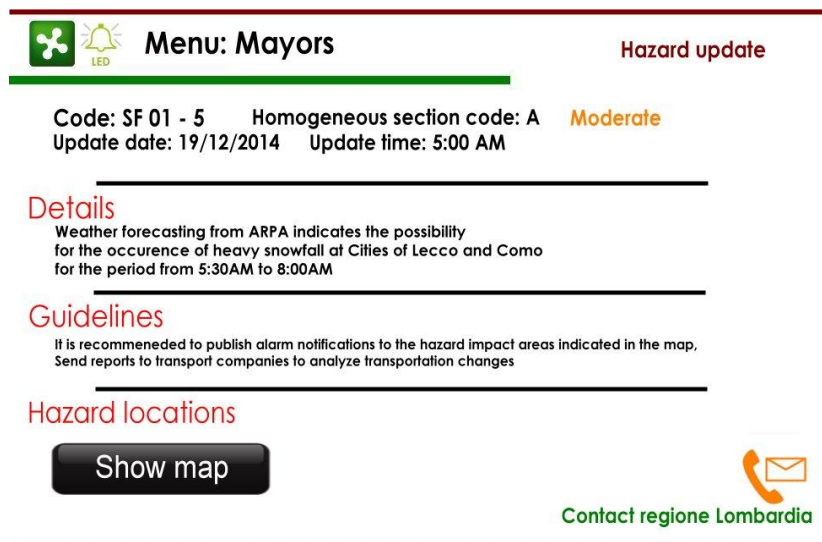 LED
Menu: Mayors
Hazard update
Code: SF 01 - 5 Homogeneous section code: A Moderate
Update date: 19/12/2014 Update time: 5:00 AM
Details
Weather forecasting from ARPA indicates the possibility
for the occurence of heavy snowfall at Cities of Lecco and Como
for the period from 5:30AM to 8:00AM
Guidelines
It is recommeneded to publish alarm notifications to the hazard impact areas indicated in the map,
Send reports to transport companies to analyze transportation changes
Hazard locations
Show map
Contact regione Lombardia